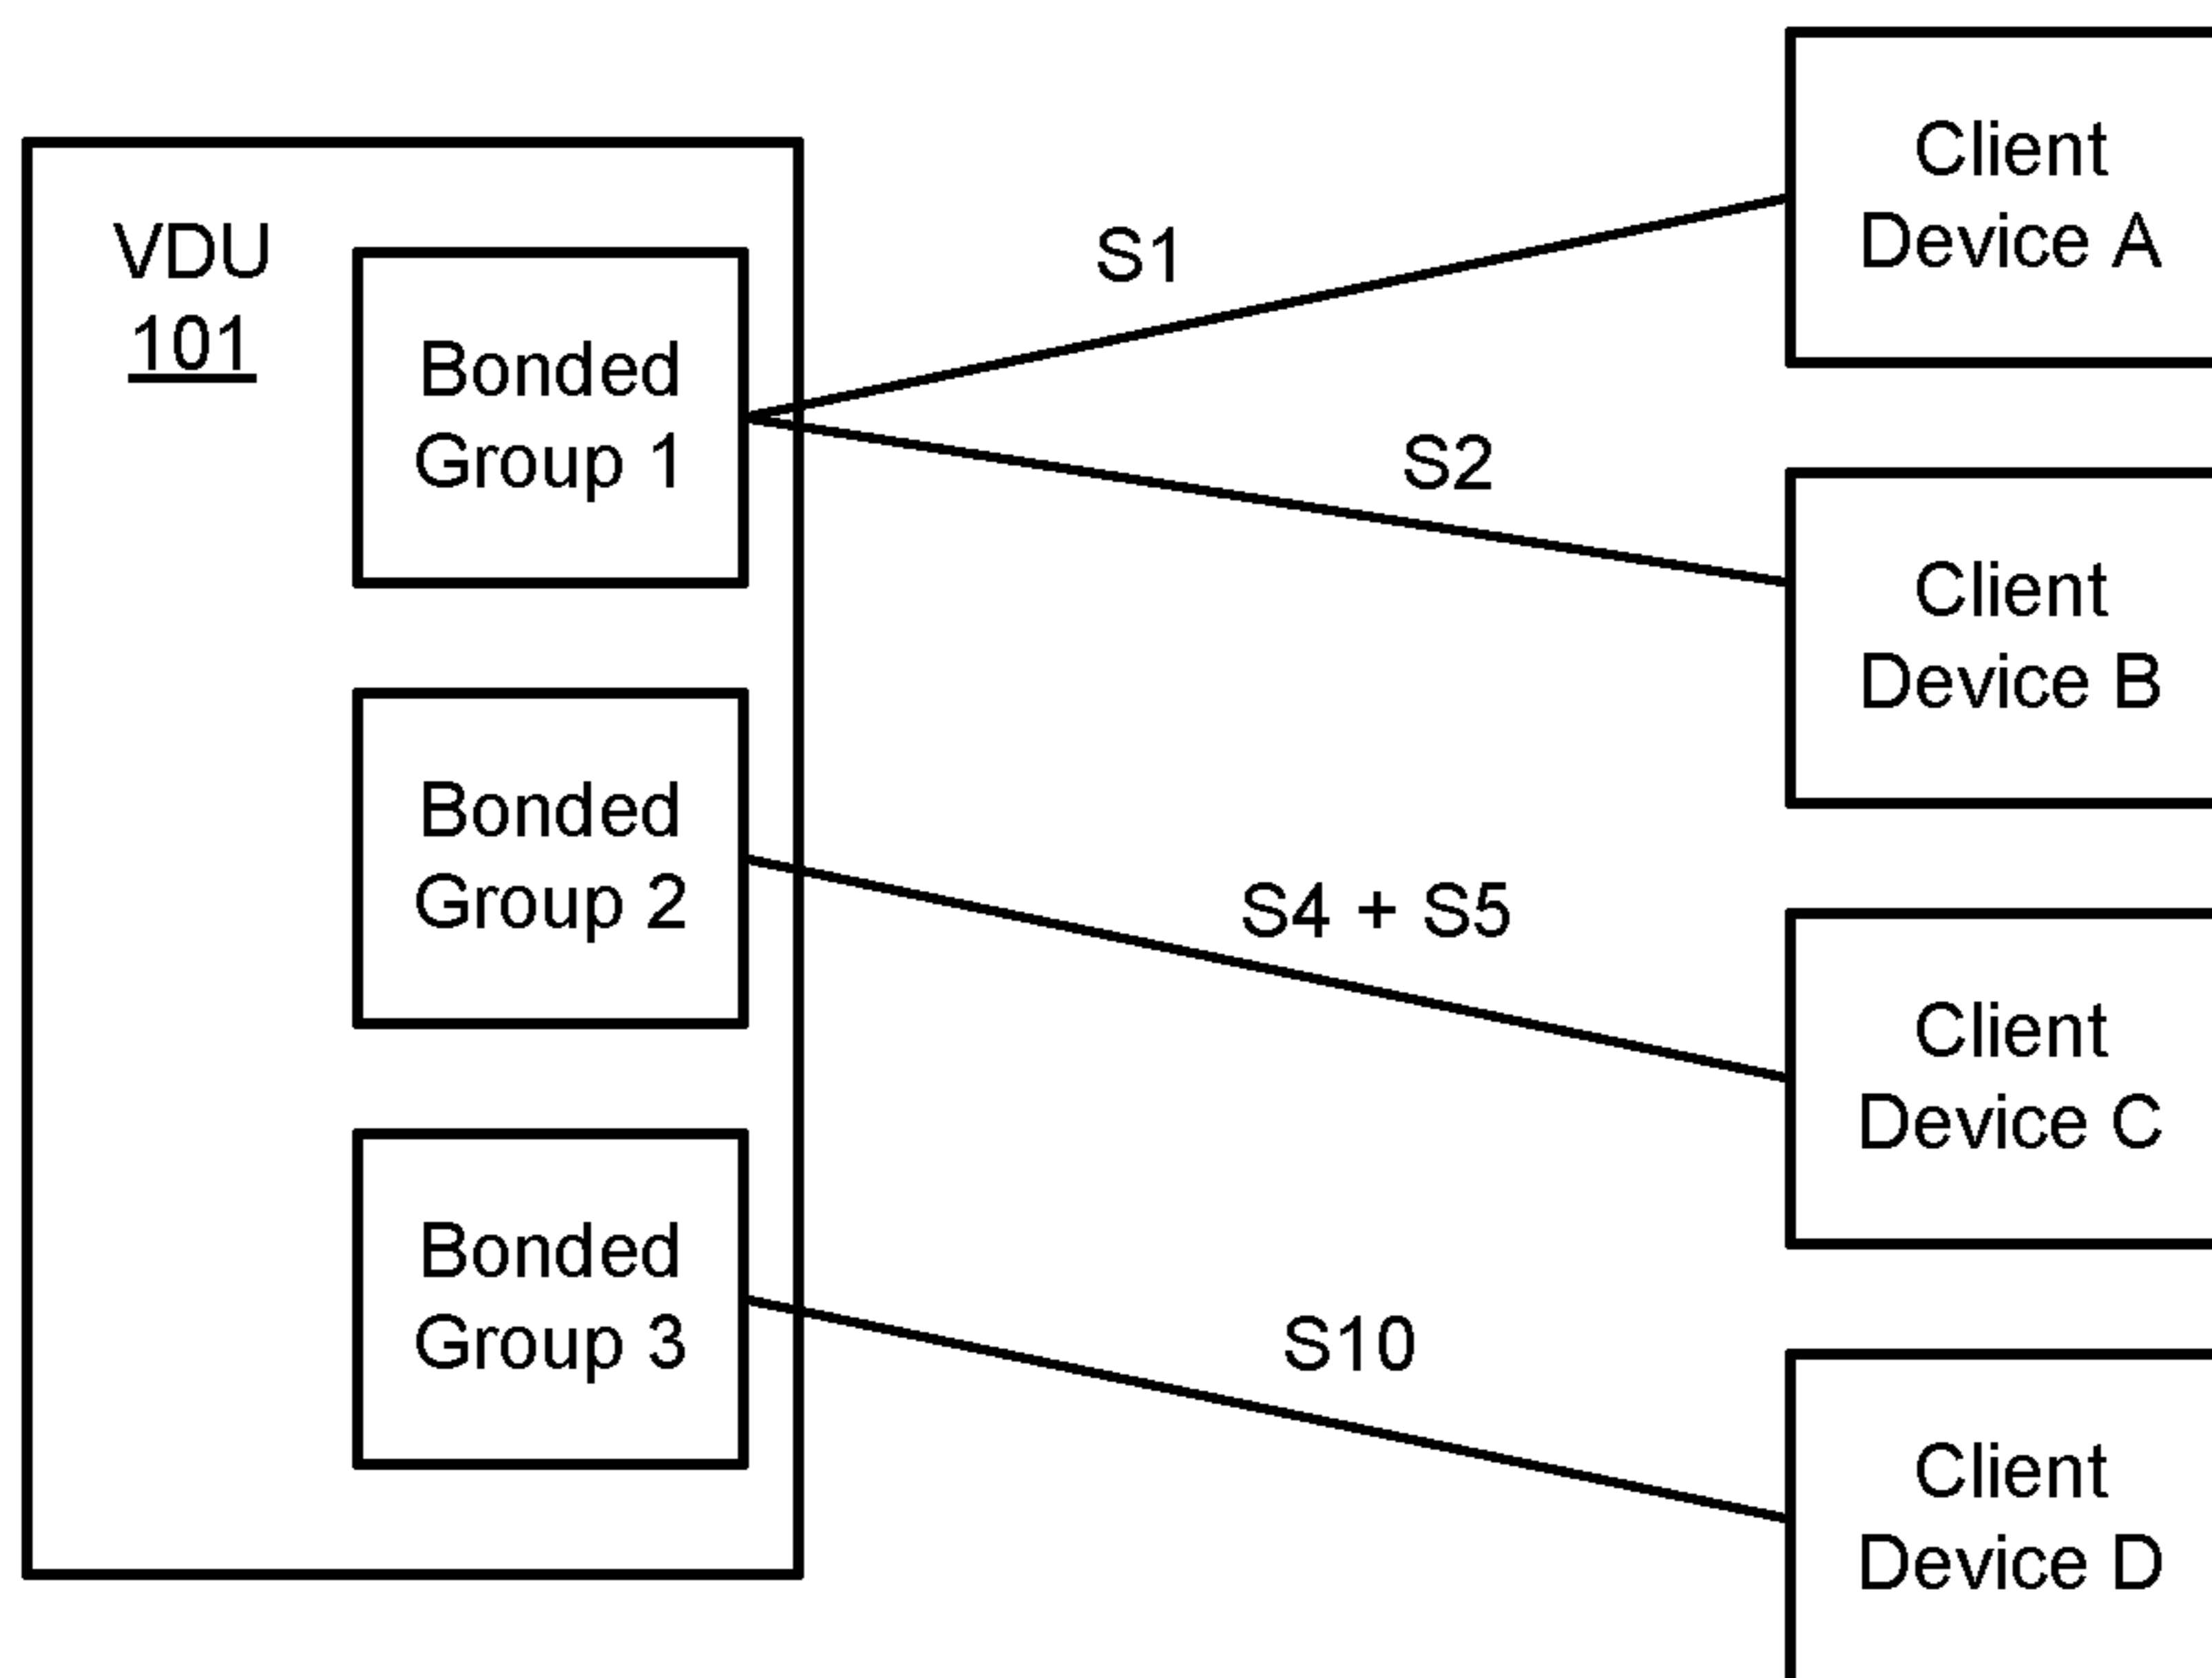 VDU
101
Bonded
Group 1
Bonded
Group 2
Bonded
Group 3
S1
S2
S4 + S5
S10
Client
Device A
Client
Device B
Client
Device C
Client
Device D